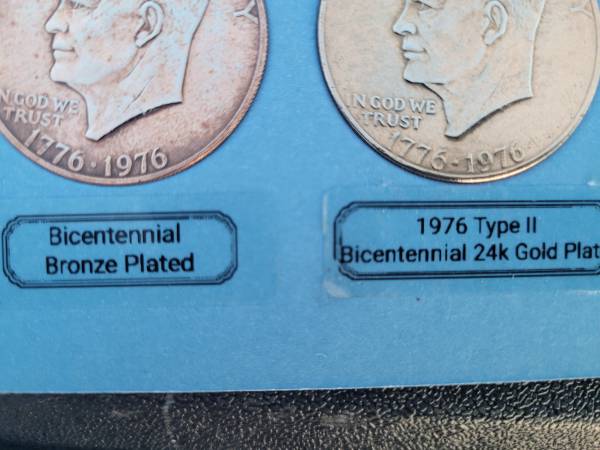 Y
N GOD WE
TRUST
1776 · 1976
IN GOD WE
TRUST
1776 · 1976
Bicentennial
Bronze Plated
1976 Type II
Bicentennial 24k Gold Plat